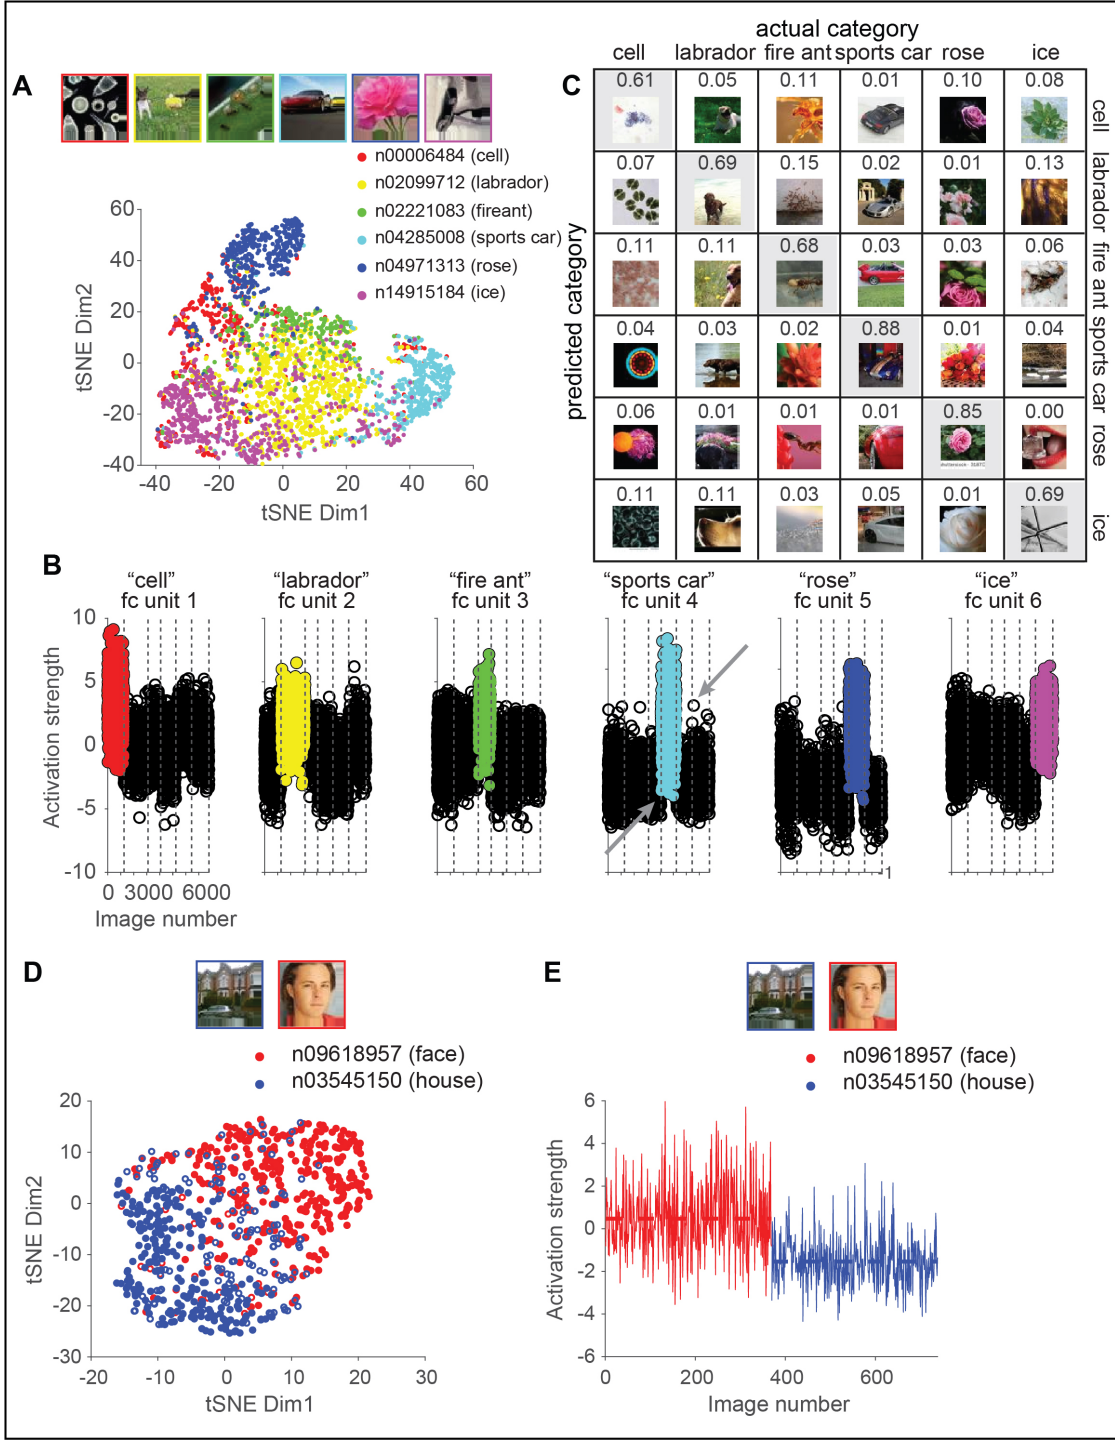 A
n00006484 (cell)
n02099712 (labrador)
n02221083 (fireant)
n04285008 (sports car)
n04971313 (rose)
n14915184 (ice)
60
40
20
0
-20
-40
tSNE Dim2
-40 -20 0 20 40 60
tSNE Dim1
C
actual category
cell labrador fire ant sports car rose ice
predicted category
0.61 0.05 0.11 0.01 0.10 0.08 cell
0.07 0.69 0.15 0.02 0.01 0.13 labrador
0.11 0.11 0.68 0.03 0.03 0.06 fire ant
0.04 0.03 0.02 0.88 0.01 0.04 sports car
0.06 0.01 0.01 0.01 0.85 0.00 rose
0.11 0.11 0.03 0.05 0.01 0.69 ice
B
“cell” “labrador” “fire ant” “sports car” “rose” “ice”
fc unit 1 fc unit 2 fc unit 3 fc unit 4 fc unit 5 fc unit 6
10
5
0
-5
-10
Activation strength
0 3000 6000
Image number
-1
D
n09618957 (face)
n03545150 (house)
20
10
0
-10
-20
-30
tSNE Dim2
-20 -10 0 10 20 30
tSNE Dim1
E
n09618957 (face)
n03545150 (house)
6
4
2
0
-2
-4
-6
Activation strength
0 200 400 600
Image number